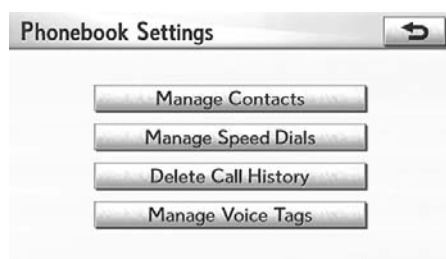 Phonebook Settings
Manage Contacts
Manage Speed Dials
Delete Call History
Manage Voice Tags